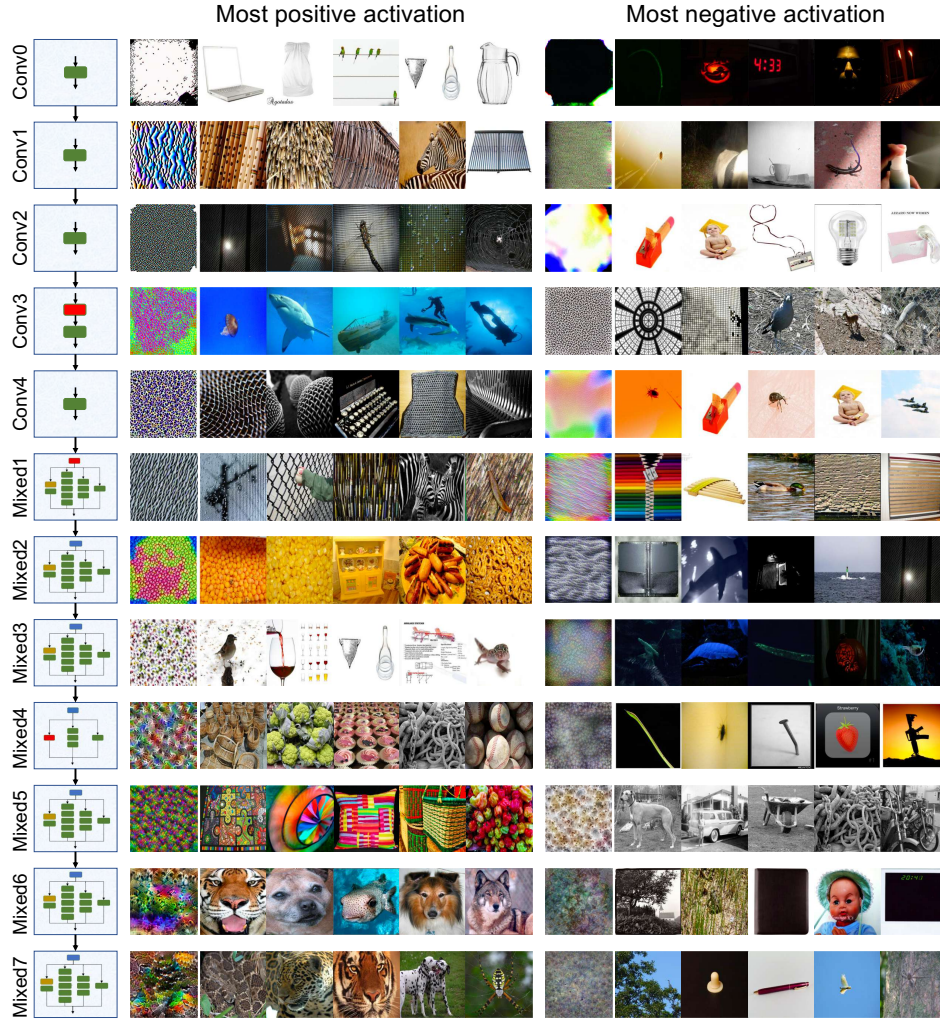 Most positive activation
Most negative activation
Conv0
Agotadas
4:33
Conv1
Conv2
Conv3
Conv4
Mixed1
Mixed2
Mixed3
Mixed4
Strawberry
Mixed5
Mixed6
Mixed7